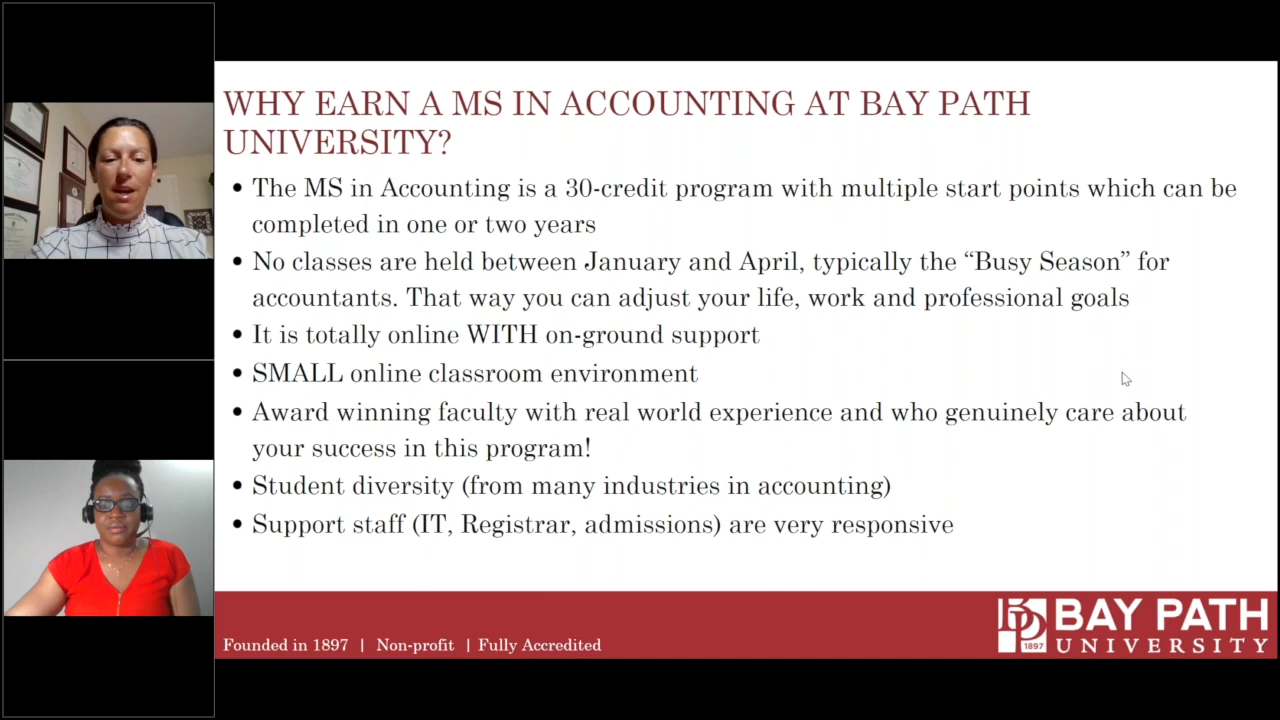 WHY EARN A MS IN ACCOUNTING AT BAY PATH
UNIVERSITY?
• The MS in Accounting is a 30-credit program with multiple start points which can be
completed in one or two years
• No classes are held between January and April, typically the “Busy Season” for
accountants. That way you can adjust your life, work and professional goals
• It is totally online WITH on-ground support
• SMALL online classroom environment
• Award winning faculty with real world experience and who genuinely care about
your success in this program!
• Student diversity (from many industries in accounting)
• Support staff (IT, Registrar, admissions) are very responsive
Founded in 1897 | Non-profit | Fully Accredited
1897
BAY PATH
UNIVERSITY